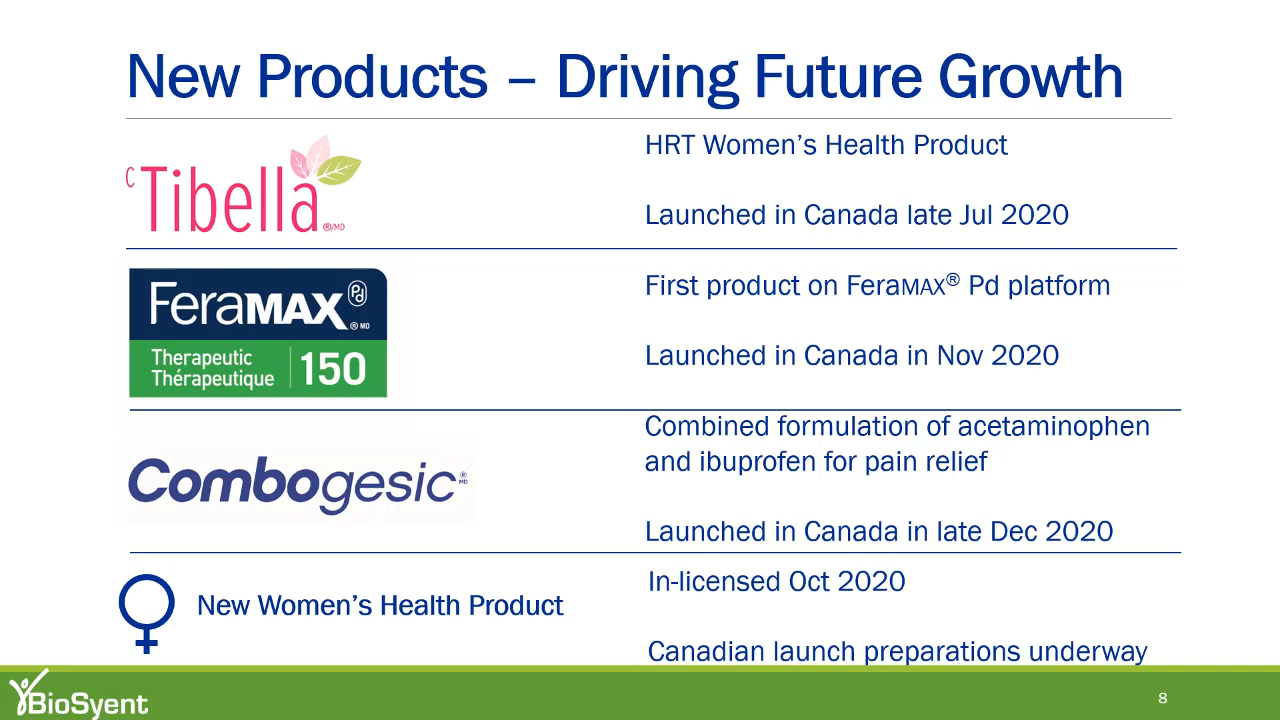 New Products – Driving Future Growth
C Tibella ®/MD
HRT Women's Health Product
Launched in Canada late Jul 2020
FeraMAX Pd ® MD
Therapeutic
Thérapeutique
150
First product on FeraMAX® Pd platform
Launched in Canada in Nov 2020
Combogesic ® MD
Combined formulation of acetaminophen
and ibuprofen for pain relief
Launched in Canada in late Dec 2020
New Women's Health Product
In-licensed Oct 2020
Canadian launch preparations underway
BioSyent
8